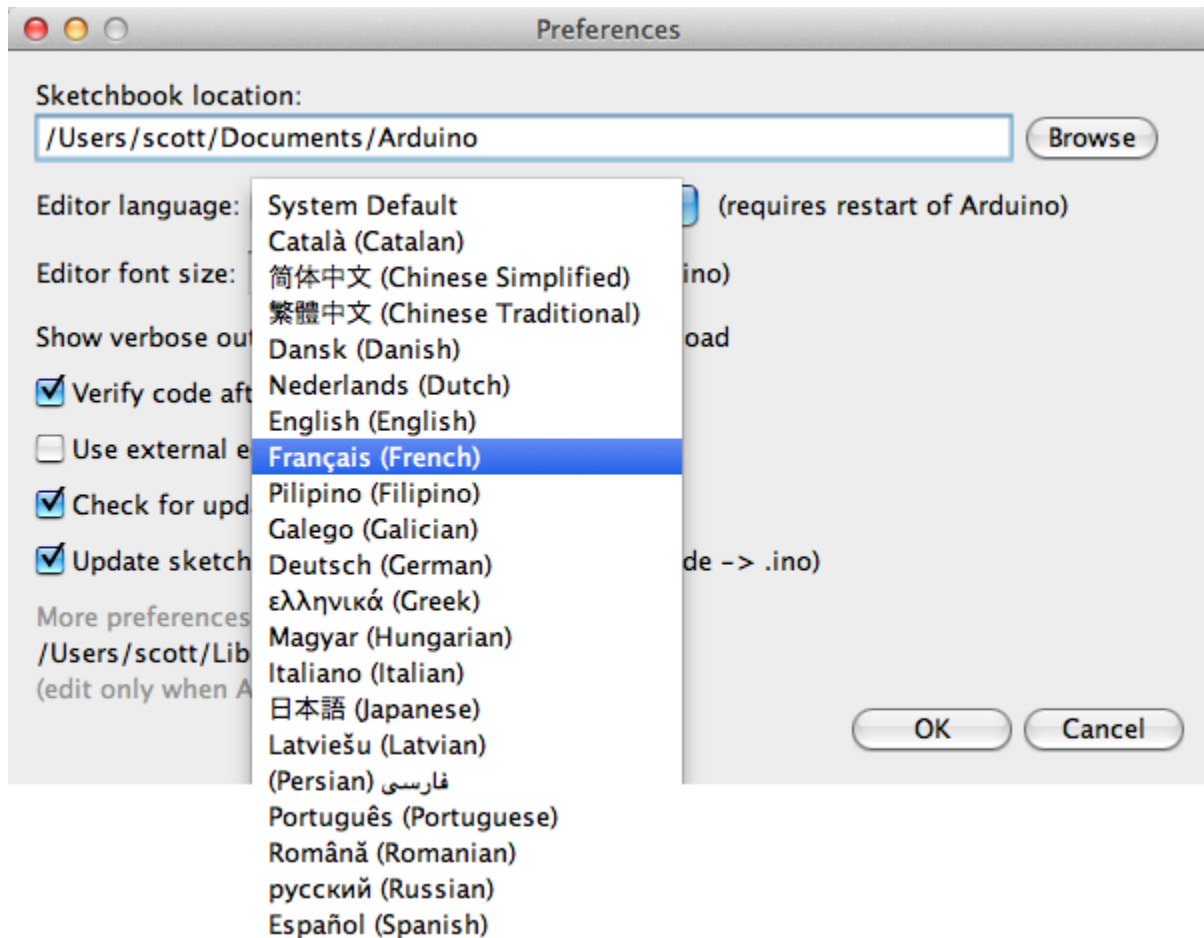 Preferences
Sketchbook location:
/Users/scott/Documents/Arduino
Browse
Editor language:
(requires restart of Arduino)
Editor font size:
ino)
Show verbose out
oad
Verify code aft
Use external e
Check for upd
Update sketch
de -> .ino)
More preferences
/Users/scott/Lib
(edit only when A
System Default
Català (Catalan)
简体中文 (Chinese Simplified)
繁體中文 (Chinese Traditional)
Dansk (Danish)
Nederlands (Dutch)
English (English)
Français (French)
Pilipino (Filipino)
Galego (Galician)
Deutsch (German)
ελληνικά (Greek)
Magyar (Hungarian)
Italiano (Italian)
日本語 (Japanese)
Latviešu (Latvian)
فارسی (Persian)
Português (Portuguese)
Română (Romanian)
русский (Russian)
Español (Spanish)
OK
Cancel